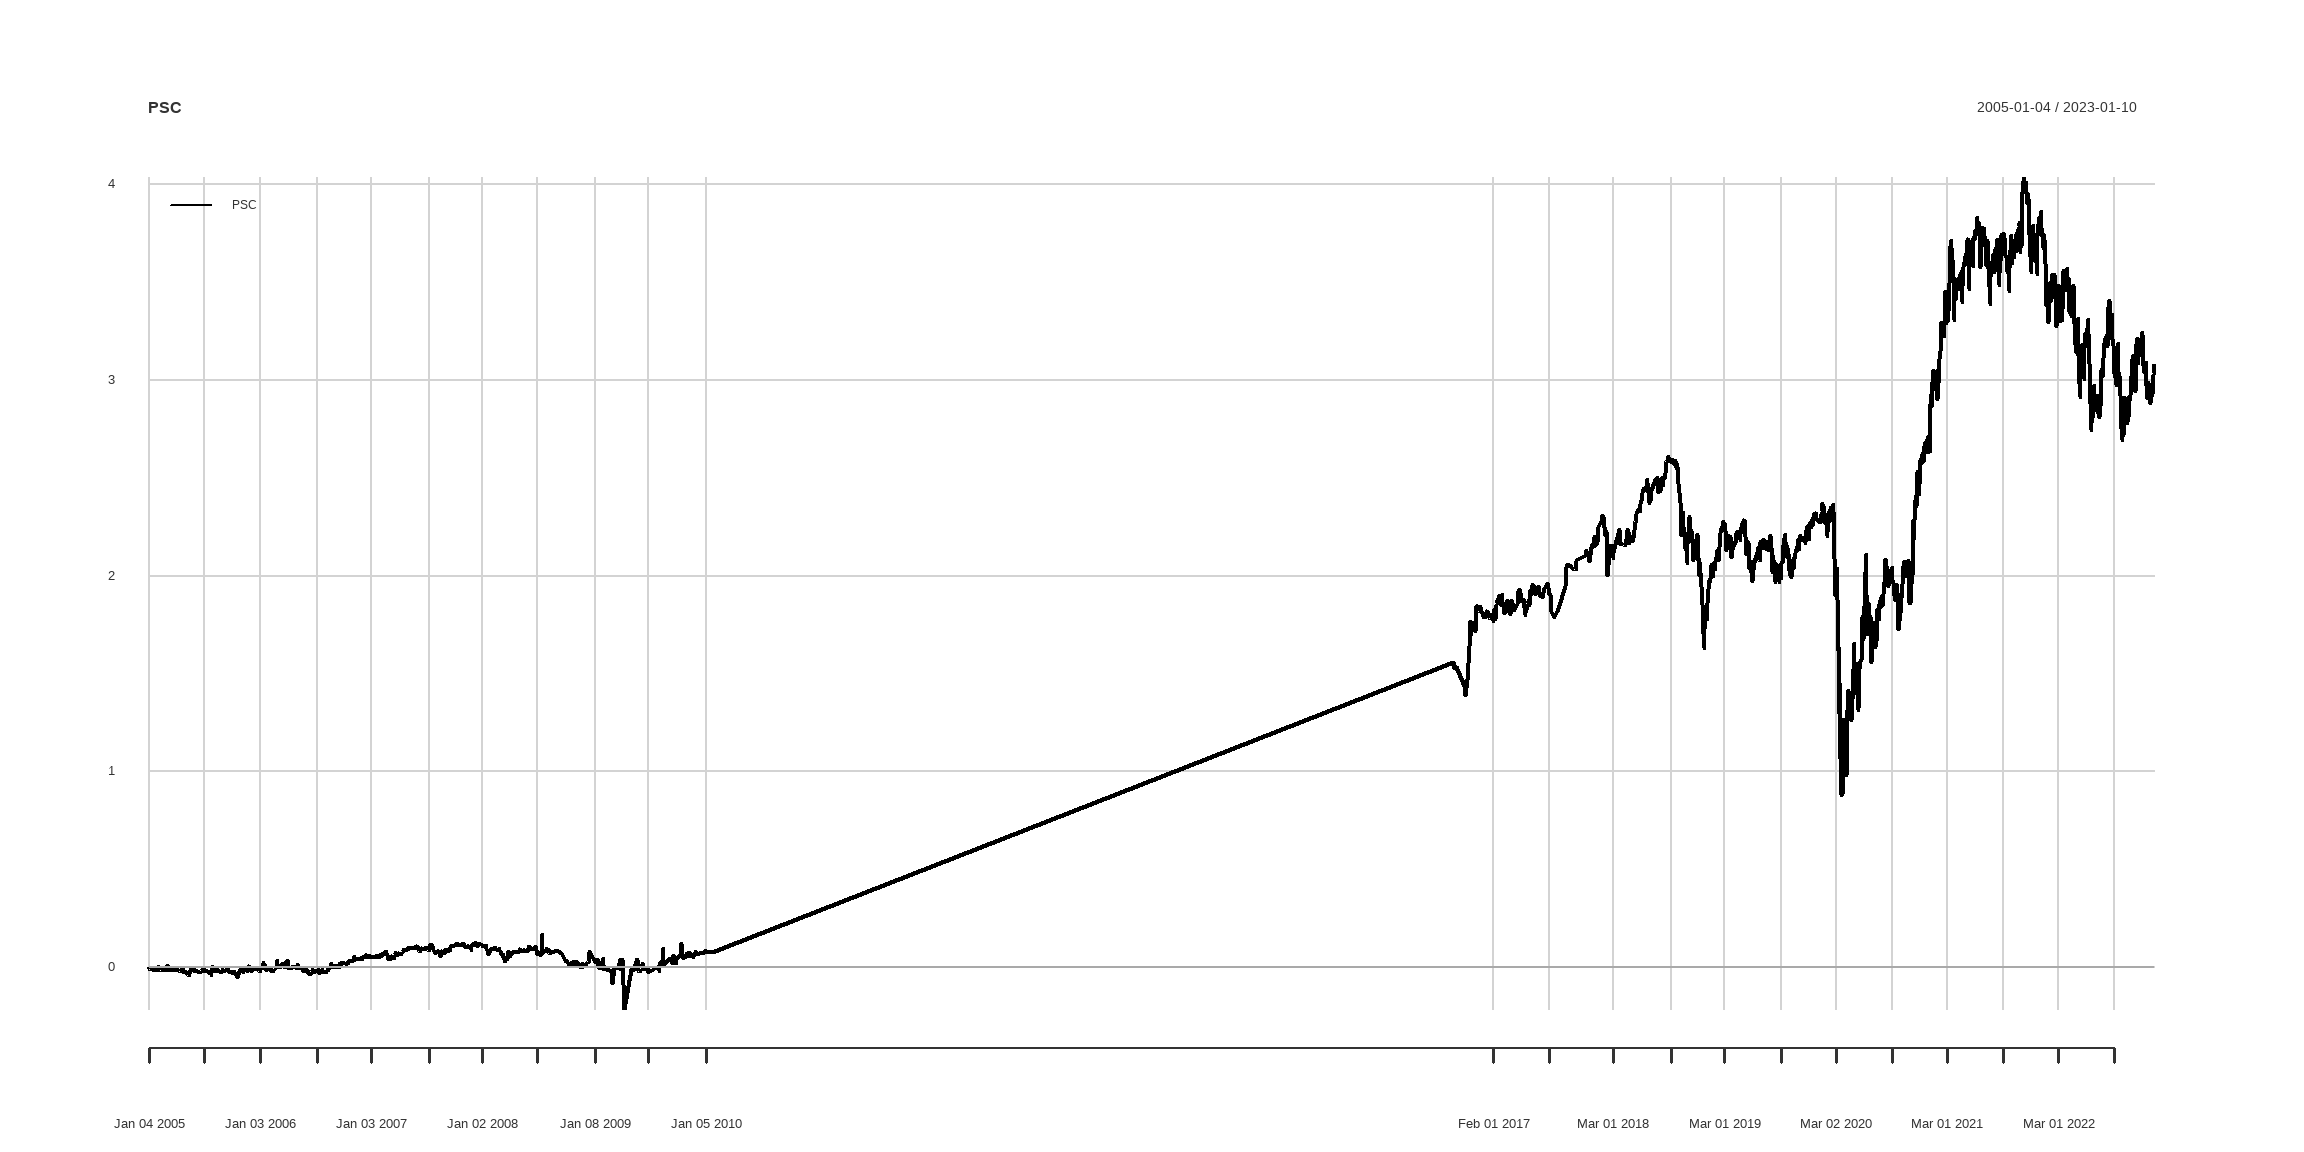 PSC
2005-01-04 / 2023-01-10
4
PSC
3
2
1
0
Jan 04 2005
Jan 03 2006
Jan 03 2007
Jan 02 2008
Jan 08 2009
Jan 05 2010
Feb 01 2017
Mar 01 2018
Mar 01 2019
Mar 02 2020
Mar 01 2021
Mar 01 2022